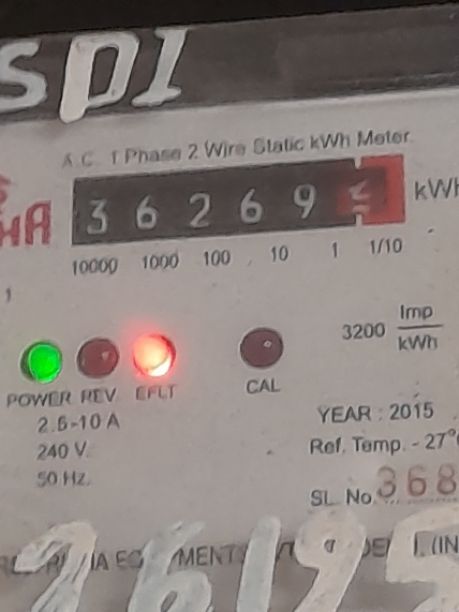 SPI
A.C. 1 Phase 2 Wire Static kWh Meter.
3 6 2 6 9
kWh
10000 1000 100 10 1 1/10
3200 Imp/kWh
POWER REV. EFLT CAL
2.5-10 A
240 V.
50 Hz.
YEAR : 2015
Ref. Temp. - 27°
SL. No. 368